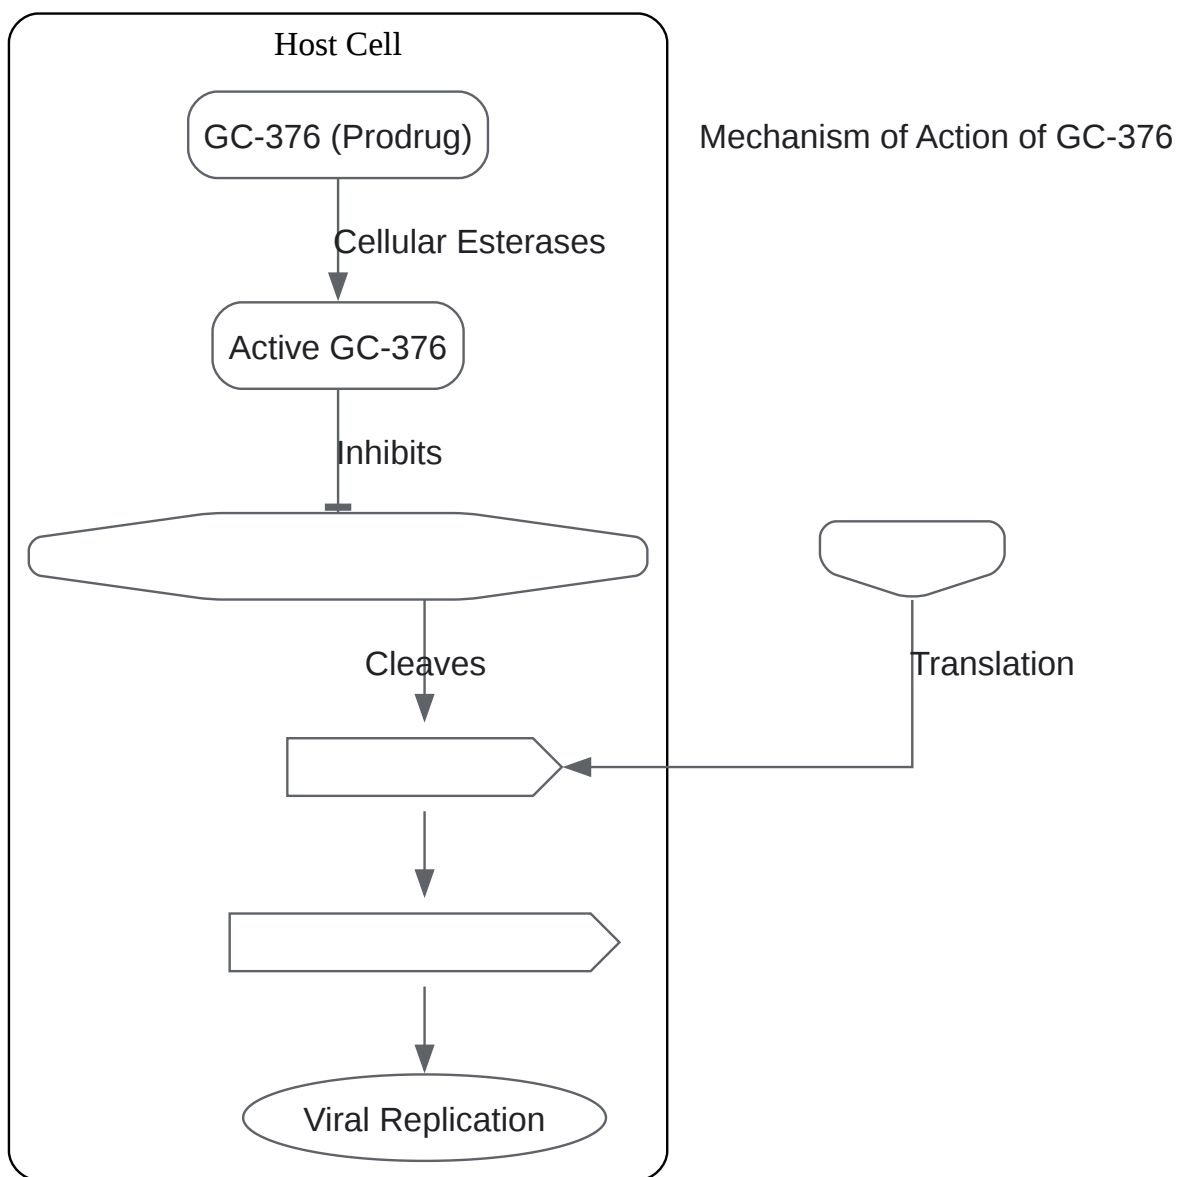 Host Cell
GC-376 (Prodrug)
Mechanism of Action of GC-376
Cellular Esterases
Active GC-376
Inhibits
Cleaves
Translation
Viral Replication